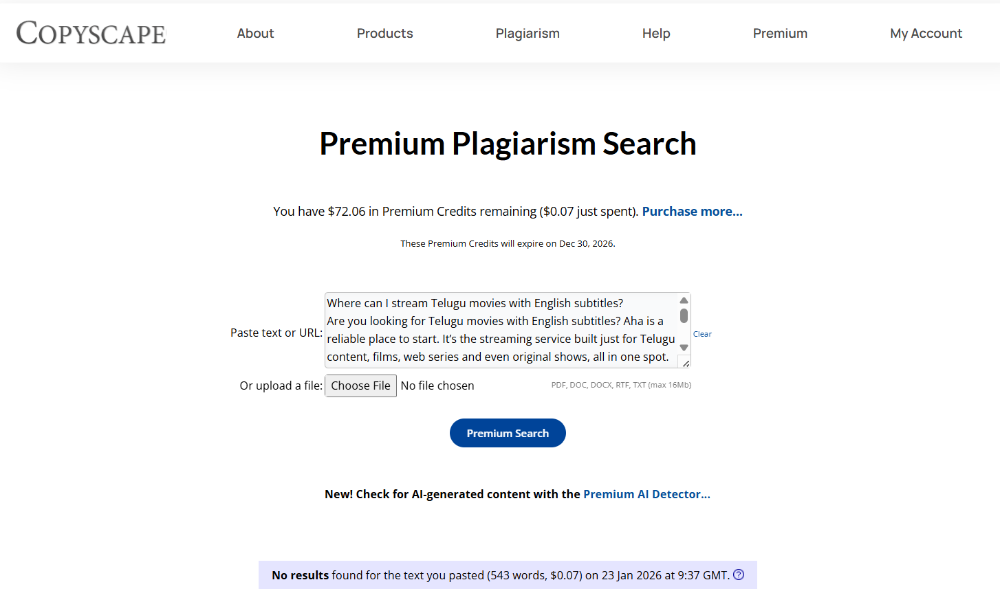 COPYSCAPE
About
Products
Plagiarism
Help
Premium
My Account
Premium Plagiarism Search
You have $72.06 in Premium Credits remaining ($0.07 just spent). Purchase more...
These Premium Credits will expire on Dec 30, 2026.
Paste text or URL:
Where can I stream Telugu movies with English subtitles?
Are you looking for Telugu movies with English subtitles? Aha is a
reliable place to start. It’s the streaming service built just for Telugu
content, films, web series and even original shows, all in one spot.
Clear
Or upload a file: Choose File No file chosen
PDF, DOC, DOCX, RTF, TXT (max 16Mb)
Premium Search
New! Check for AI-generated content with the Premium AI Detector...
No results found for the text you pasted (543 words, $0.07) on 23 Jan 2026 at 9:37 GMT. ?